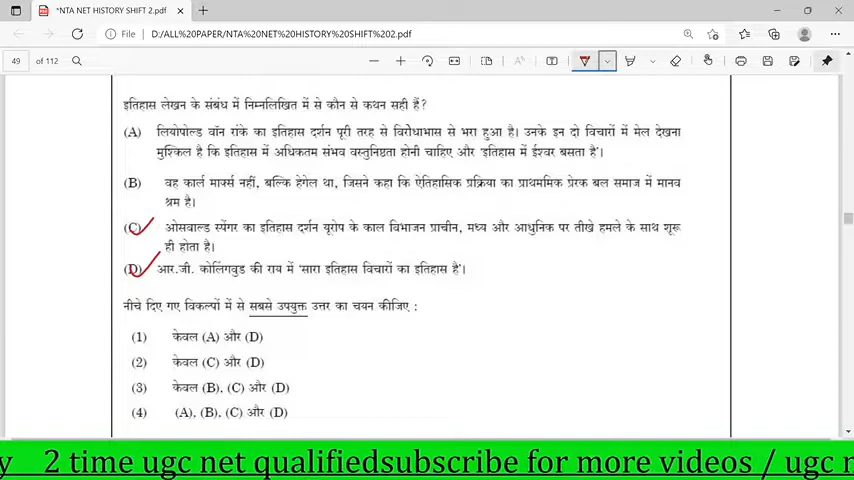 *NTA NET HISTORY SHIFT 2.pdf
File D:/ALL%20PAPER/NTA%20NET%20HISTORY%20SHIFT%202.pdf
49 of 112
इतिहास लेखन के संबंध में निम्नलिखित में से कौन से कथन सही हैं?
(A) लियोपोल्ड वॉन रांके का इतिहास दर्शन पूरी तरह से विरोधाभास से भरा हुआ है। उनके इन दो विचारों में मेल देखना
मुश्किल है कि इतिहास में अधिकतम संभव वस्तुनिष्ठता होनी चाहिए और 'इतिहास में ईश्वर बसता है'।
(B) वह कार्ल मार्क्स नहीं, बल्कि हेगेल था, जिसने कहा कि ऐतिहासिक प्रक्रिया का प्राथममिक प्रेरक बल समाज में मानव
श्रम है।
(C) ओसवाल्ड स्पेंगर का इतिहास दर्शन यूरोप के काल विभाजन प्राचीन, मध्य और आधुनिक पर तीखे हमले के साथ शूरू
ही होता है।
(D) आर.जी. कोलिंगवुड की राय में 'सारा इतिहास विचारों का इतिहास है'।
नीचे दिए गए विकल्पों में से सबसे उपयुक्त उत्तर का चयन कीजिए :
(1) केवल (A) और (D)
(2) केवल (C) और (D)
(3) केवल (B), (C) और (D)
(4) (A), (B), (C) और (D)
y 2 time ugc net qualifiedsubscribe for more videos / ugc n